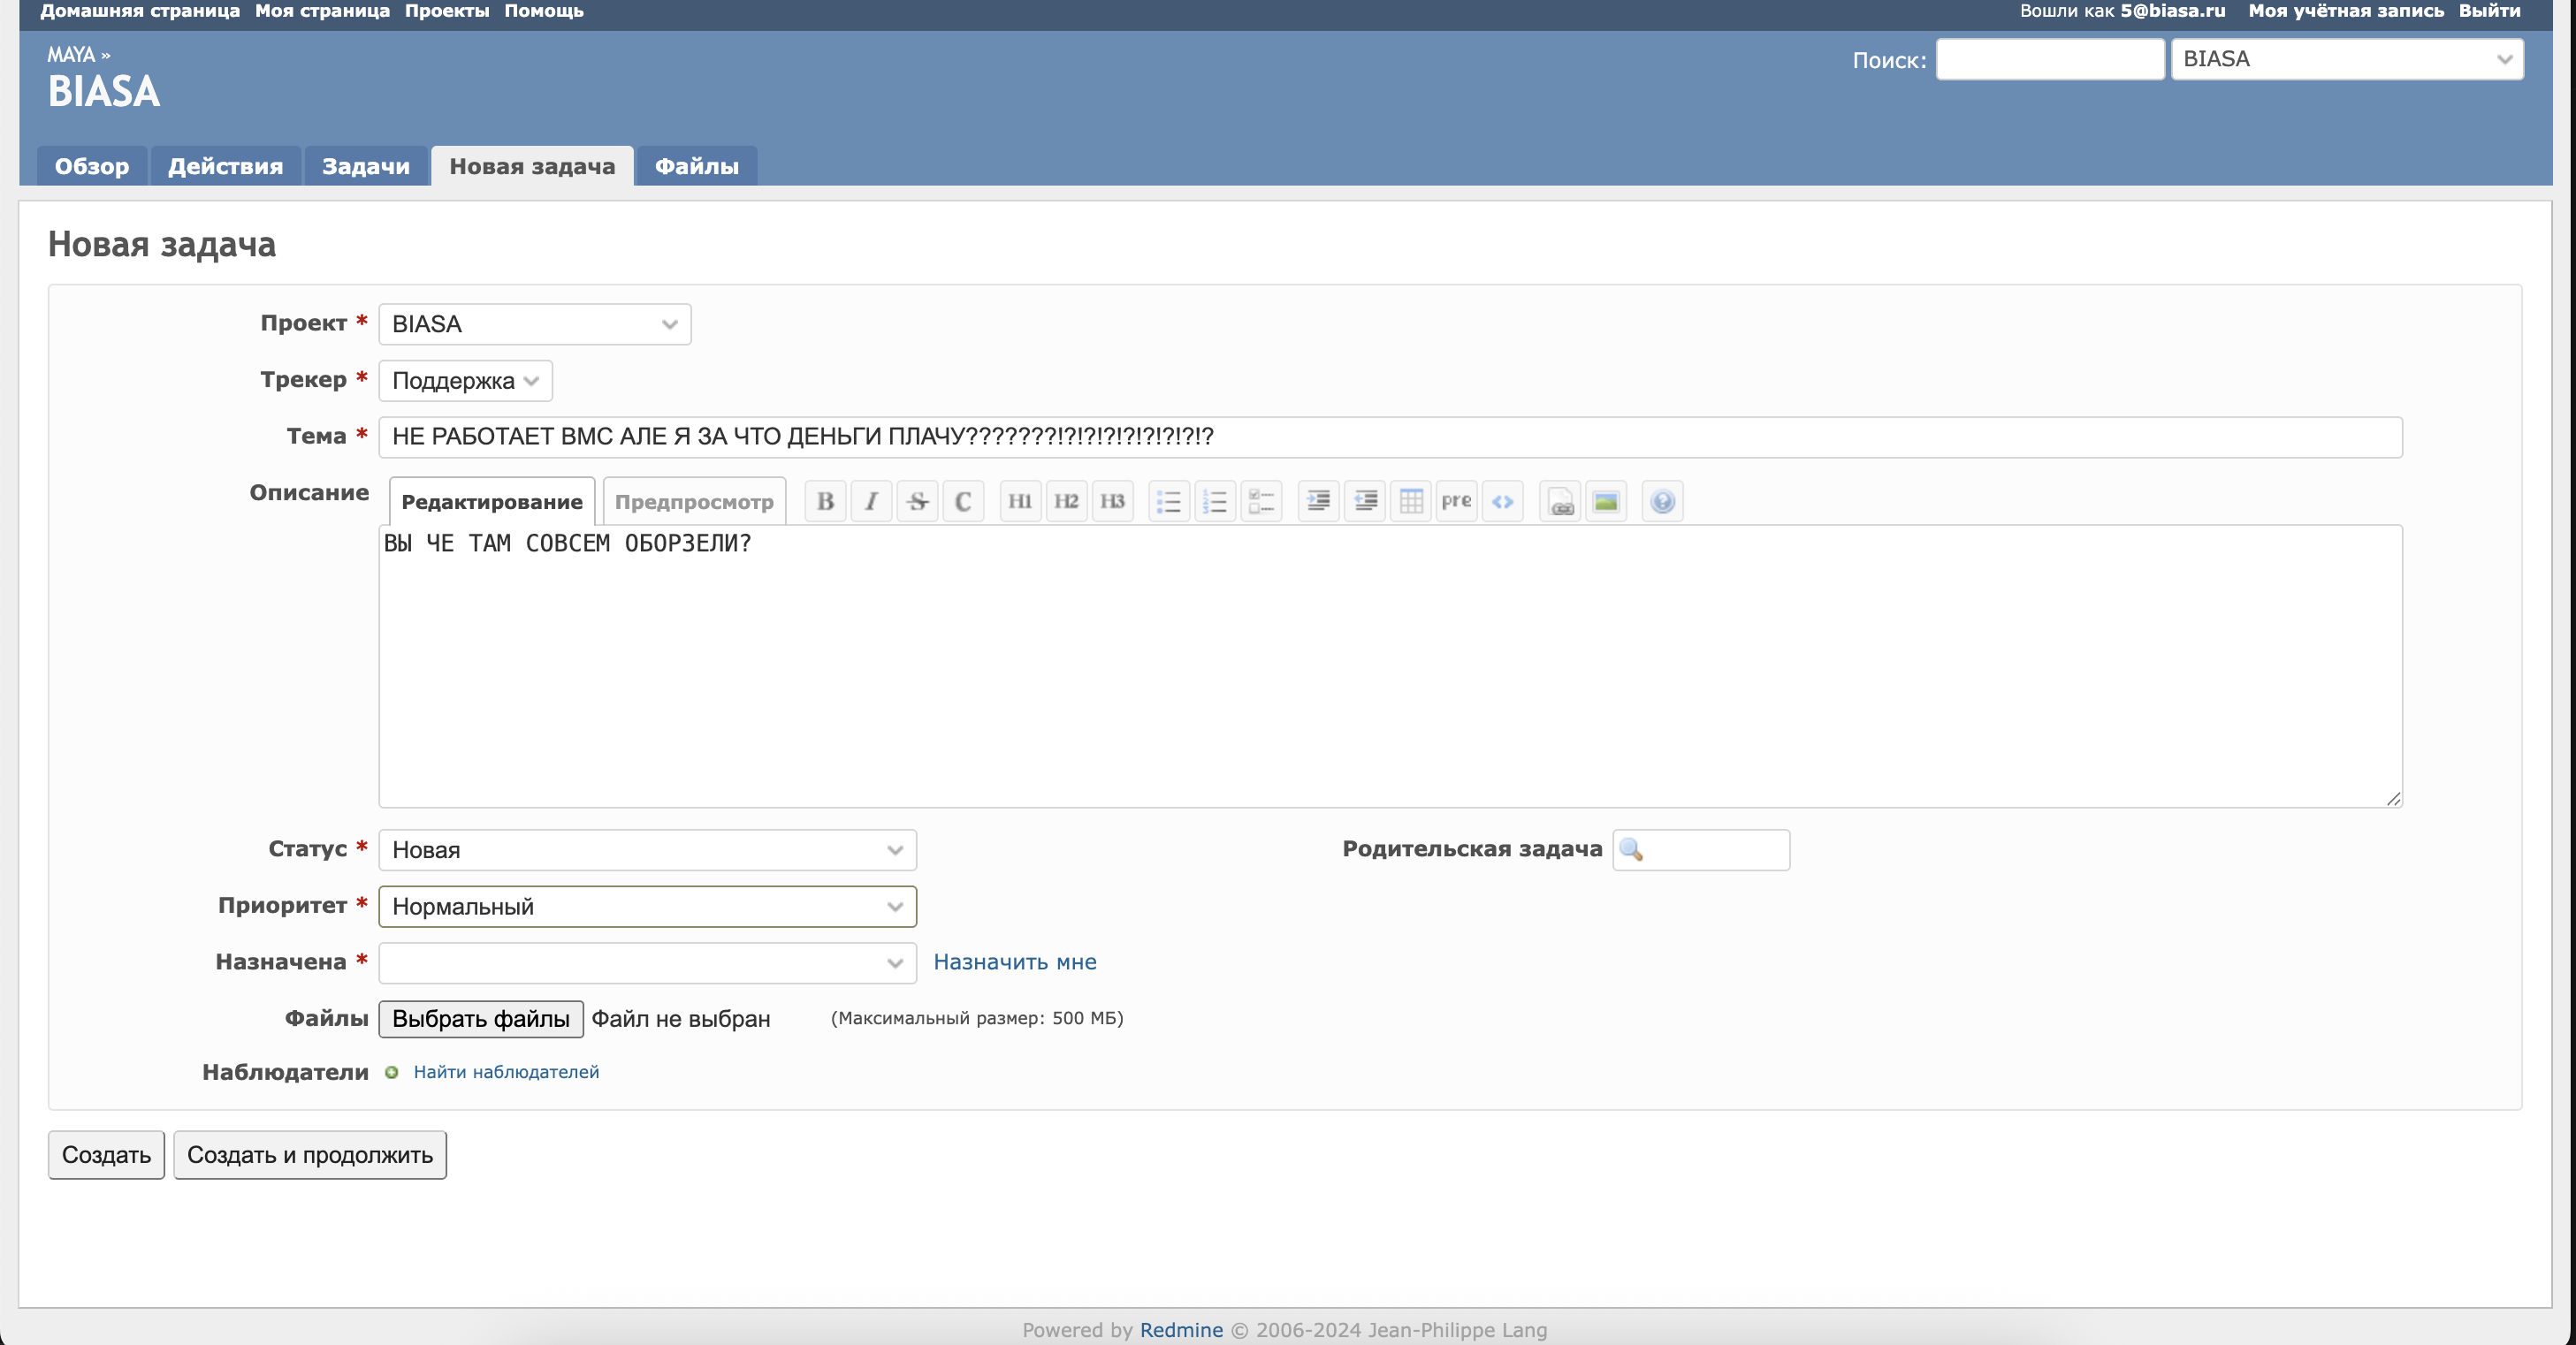 Домашняя страница Моя страница Проекты Помощь Вошли как 5@biasa.ru Моя учётная запись Выйти
MAYA »
BIASA
Поиск: BIASA
Обзор Действия Задачи Новая задача Файлы
Новая задача
Проект * BIASA
Трекер * Поддержка
Тема * НЕ РАБОТАЕТ ВМС АЛЕ Я ЗА ЧТО ДЕНЬГИ ПЛАЧУ???????!?!?!?!?!?!?!?
Описание Редактирование Предпросмотр B I S C H1 H2 H3 pre
ВЫ ЧЕ ТАМ СОВСЕМ ОБОРЗЕЛИ?
Статус * Новая Родительская задача
Приоритет * Нормальный
Назначена * Назначить мне
Файлы Выбрать файлы Файл не выбран (Максимальный размер: 500 МБ)
Наблюдатели Найти наблюдателей
Создать Создать и продолжить
Powered by Redmine © 2006-2024 Jean-Philippe Lang